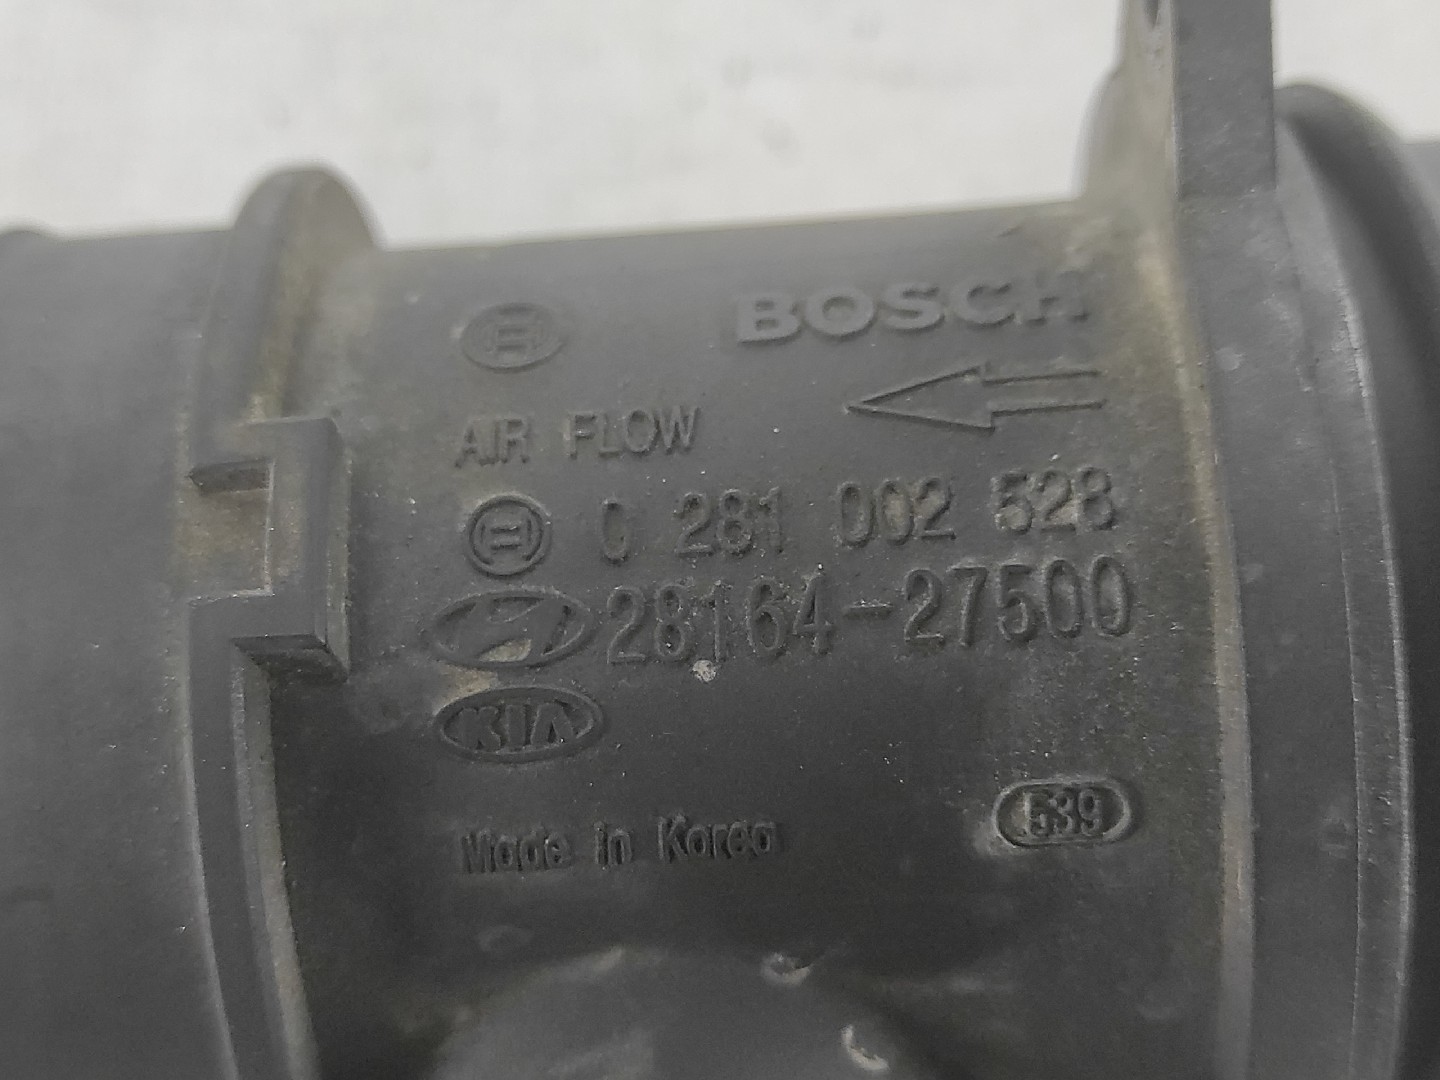 BOSCH
AIR FLOW
0 281 002 528
28164-27500
KIA
539
Made in Korea